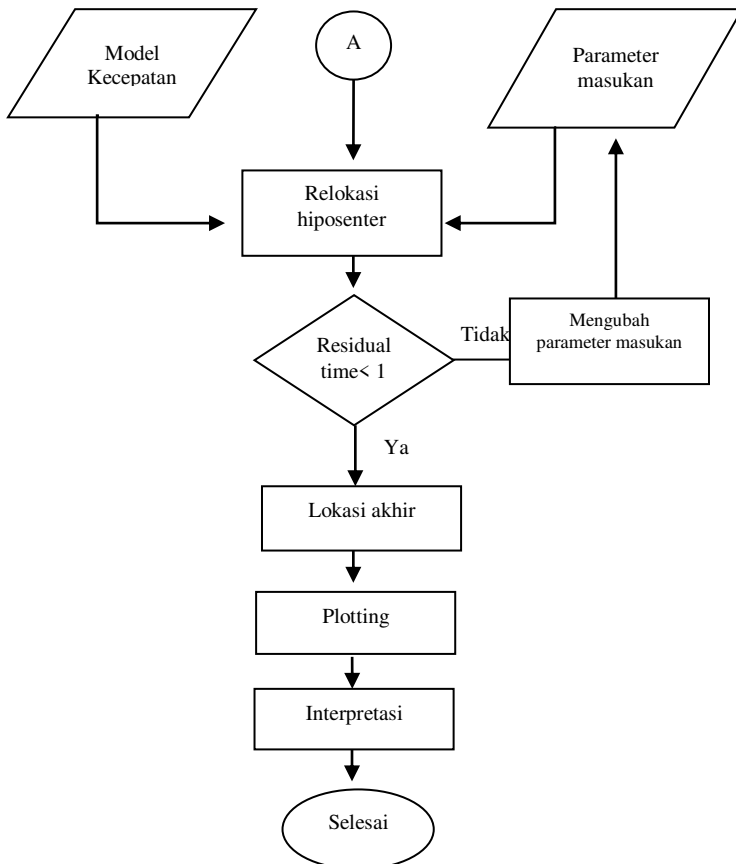 Model
Kecepatan
A
Parameter
masukan
Relokasi
hiposenter
Residual
time< 1
Tidak
Mengubah
parameter masukan
Ya
Lokasi akhir
Plotting
Interpretasi
Selesai